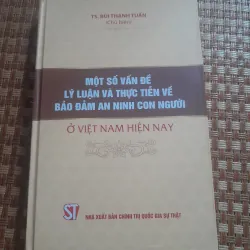 TS. BÙI THANH TUẤN
(Chủ biên)
MỘT SỐ VẤN ĐỀ
LÝ LUẬN VÀ THỰC TIỄN VỀ
BẢO ĐẢM AN NINH CON NGƯỜI
Ở VIỆT NAM HIỆN NAY
ST
NHÀ XUẤT BẢN CHÍNH TRỊ QUỐC GIA SỰ THẬT